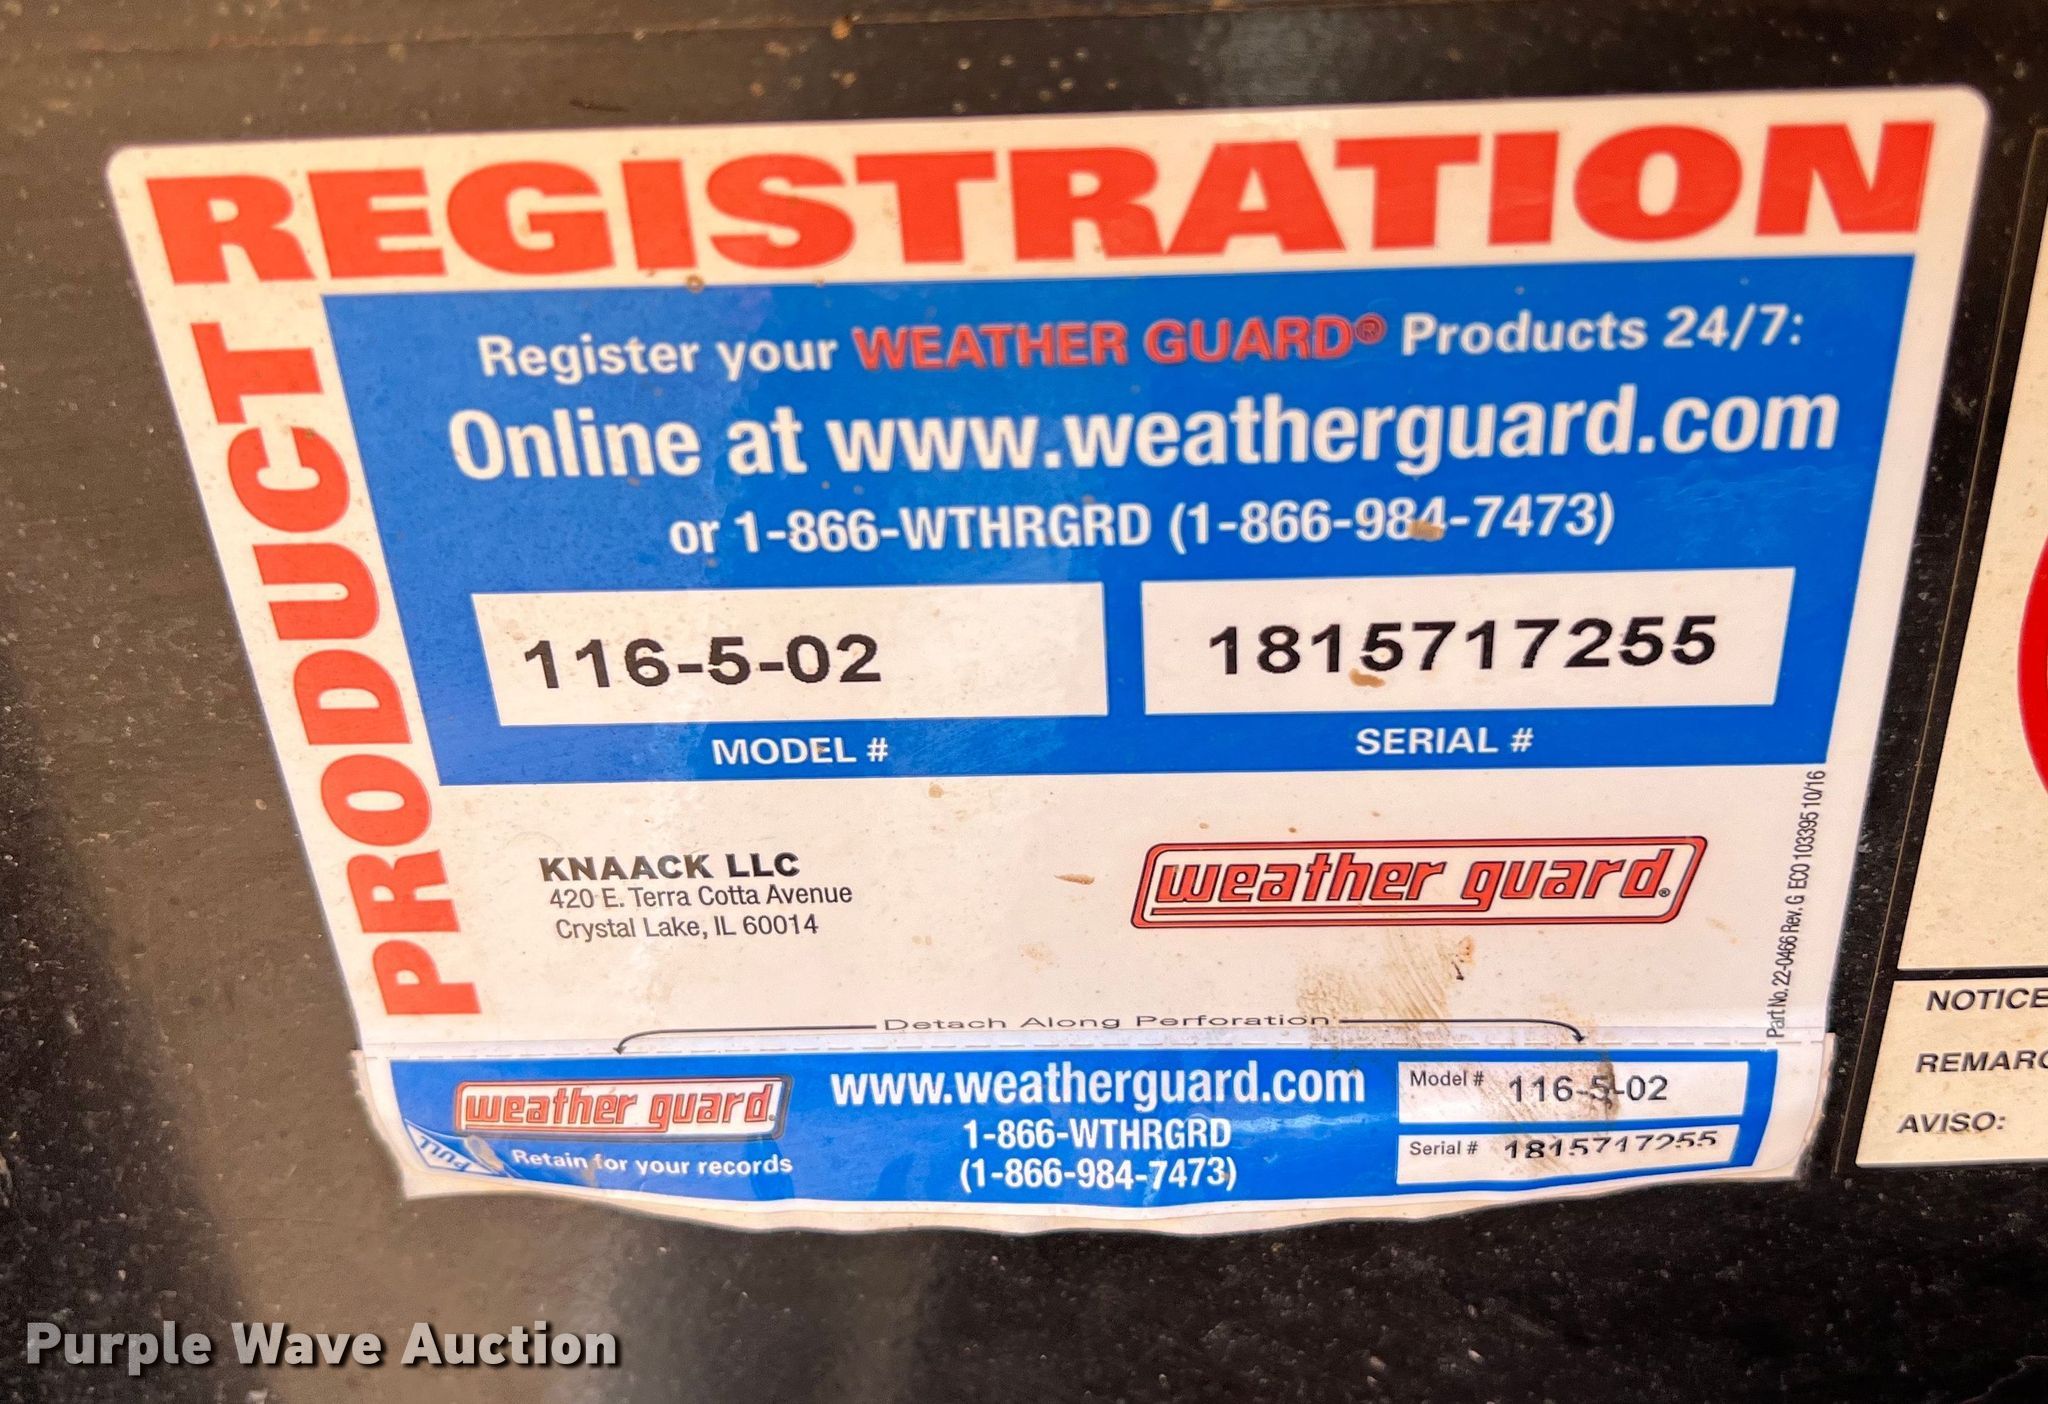 PRODUCT REGISTRATION
Register your WEATHER GUARD® Products 24/7:
Online at www.weatherguard.com
or 1-866-WTHRGRD (1-866-984-7473)
116-5-02
MODEL #
1815717255
SERIAL #
KNAACK LLC
420 E. Terra Cotta Avenue
Crystal Lake, IL 60014
weather guard®
Part No. 22-0466 Rev. G ECO 103395 10/16
Detach Along Perforation
PULL
weather guard®
Retain for your records
www.weatherguard.com
1-866-WTHRGRD
(1-866-984-7473)
Model # 116-5-02
Serial # 1815717255
NOTICE
REMARQ
AVISO:
Purple Wave Auction